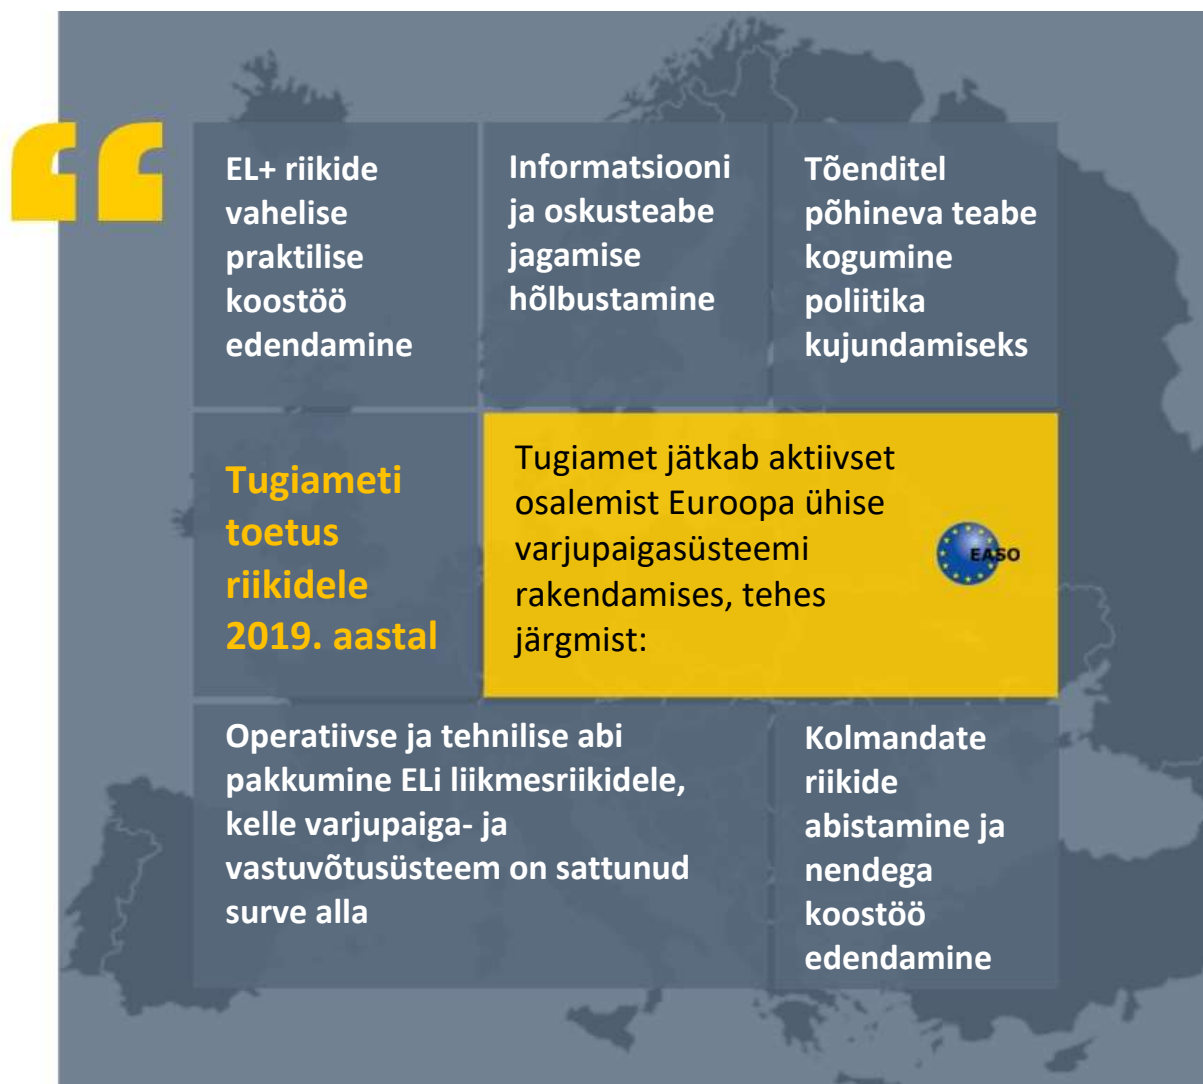 “
EL+ riikide
vahelise
praktilise
koostöö
edendamine
Informatsiooni
ja oskusteabe
jagamise
hõlbustamine
Tõenditel
põhineva teabe
kogumine
poliitika
kujundamiseks
Tugiameti
toetus
riikidele
2019. aastal
Tugiamet jätkab aktiivset
osalemist Euroopa ühise
varjupaigasüsteemi
rakendamises, tehes
järgmist:
EASO
Operatiivse ja tehnilise abi
pakkumine ELi liikmesriikidele,
kelle varjupaiga- ja
vastuvõtusüsteem on sattunud
surve alla
Kolmandate
riikide
abistamine ja
nendega
koostöö
edendamine